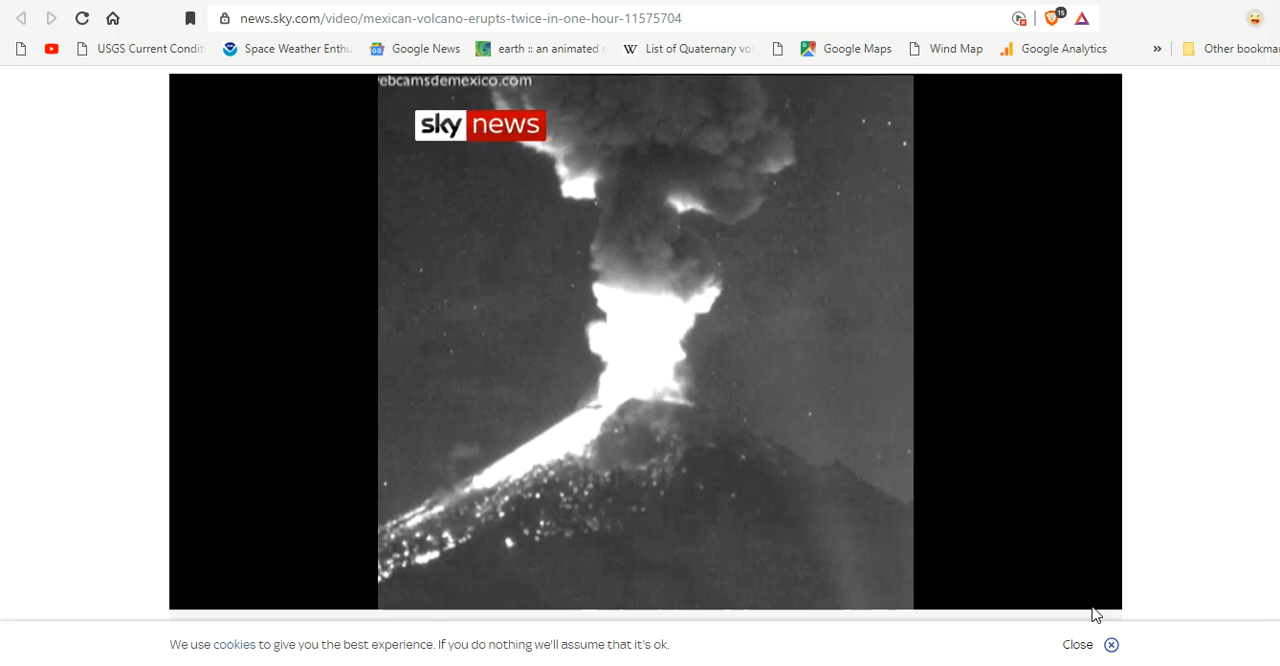 news.sky.com/video/mexican-volcano-erupts-twice-in-one-hour-11575704
15
USGS Current Condit
Space Weather Enthu
Google News
earth :: an animated
List of Quaternary vo
Google Maps
Wind Map
Google Analytics
»
Other bookma
ebcamsdemexico.com
sky news
We use cookies to give you the best experience. If you do nothing we'll assume that it's ok.
Close